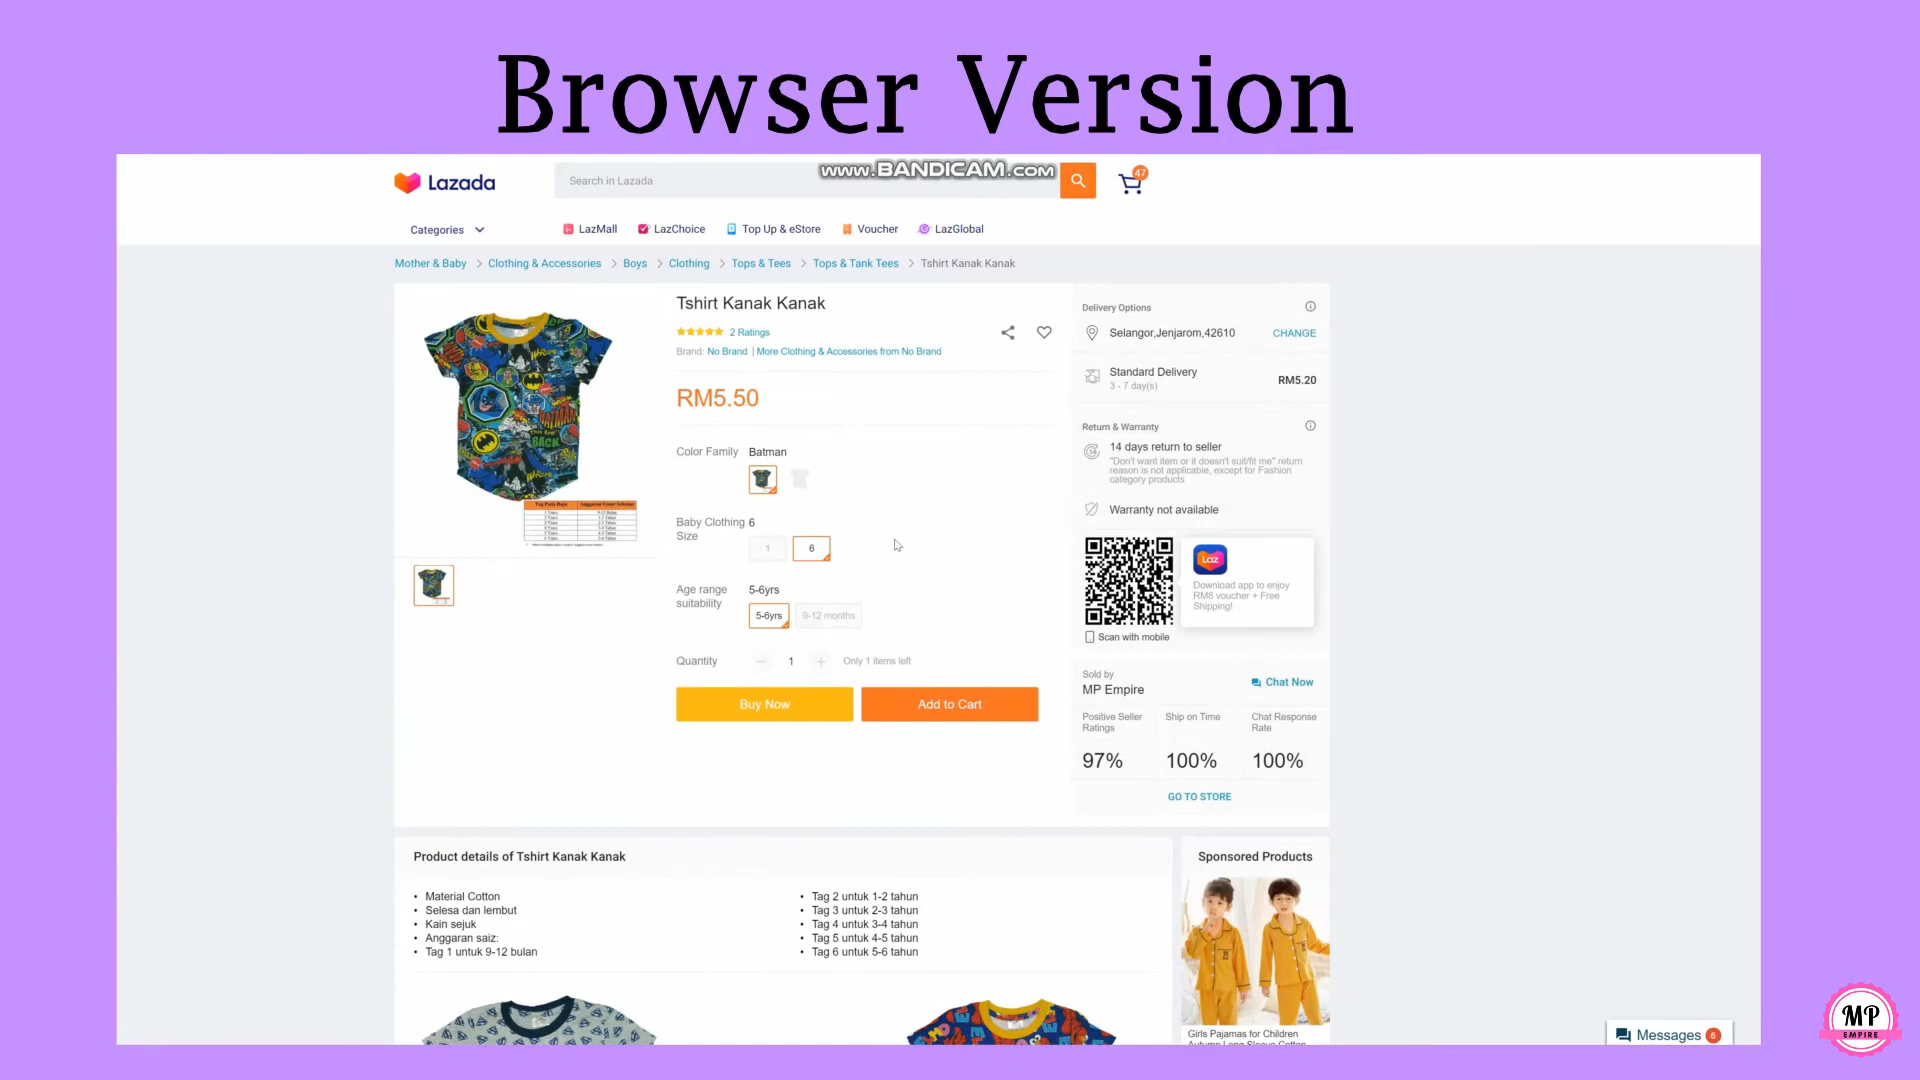 Browser Version
Lazada
Search in Lazada
www.BANDICAM.com
47
Categories
LazMall
LazChoice
Top Up & eStore
Voucher
LazGlobal
Mother & Baby > Clothing & Accessories > Boys > Clothing > Tops & Tees > Tops & Tank Tees > Tshirt Kanak Kanak
Tshirt Kanak Kanak
2 Ratings
Brand: No Brand | More Clothing & Accessories from No Brand
RM5.50
Color Family Batman
Baby Clothing 6
Size
1
6
Age range 5-6yrs
suitability
5-6yrs
9-12 months
Quantity
1
Only 1 items left
Buy Now
Add to Cart
BATMAN
BACK
Delivery Options
Selangor,Jenjarom,42610
CHANGE
Standard Delivery
3 - 7 day(s)
RM5.20
Return & Warranty
14 days return to seller
"Don't want item or it doesn't suit/fit me" return
reason is not applicable, except for Fashion
category products
Warranty not available
Laz
Download app to enjoy
RM8 voucher + Free
Shipping!
Scan with mobile
Sold by
MP Empire
Chat Now
Positive Seller
Ratings
Ship on Time
Chat Response
Rate
97%
100%
100%
GO TO STORE
Product details of Tshirt Kanak Kanak
• Material Cotton
• Selesa dan lembut
• Kain sejuk
• Anggaran saiz:
• Tag 1 untuk 9-12 bulan
• Tag 2 untuk 1-2 tahun
• Tag 3 untuk 2-3 tahun
• Tag 4 untuk 3-4 tahun
• Tag 5 untuk 4-5 tahun
• Tag 6 untuk 5-6 tahun
Sponsored Products
Girls Pajamas for Children
Autumn Long Sleeve Cotton
Messages 6
MP
EMPIRE